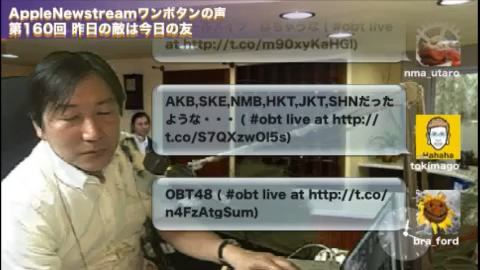 AppleNewstreamワンボタンの声
第160回 昨日の敵は今日の友
(#obt live at http://t.co/m90xyKaHGl)
nma_utaro
AKB,SKE,NMB,HKT,JKT,SHNだった
ような・・・ ( #obt live at http://
t.co/S7QXzwOl5s)
Hahaha
tokimago
OBT48 ( #obt live at http://t.co/
n4FzAtgSum)
bra_ford